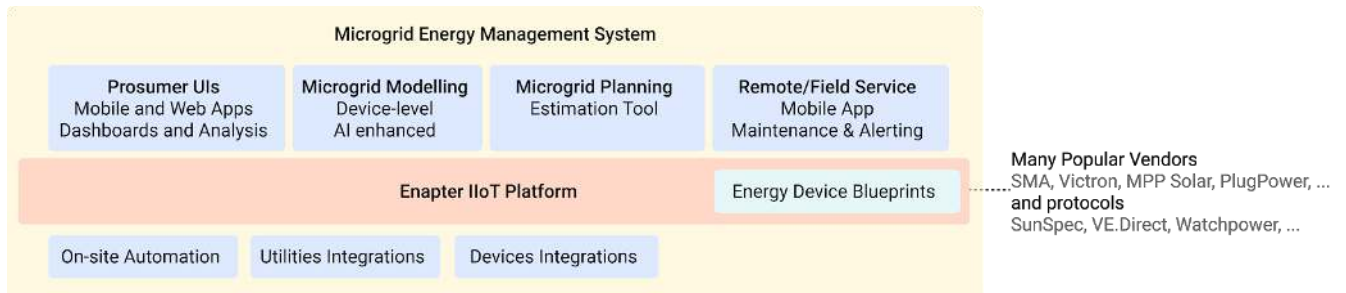 Microgrid Energy Management System
Prosumer UIs
Mobile and Web Apps
Dashboards and Analysis
Microgrid Modelling
Device-level
AI enhanced
Microgrid Planning
Estimation Tool
Remote/Field Service
Mobile App
Maintenance & Alerting
Enapter IIoT Platform
Energy Device Blueprints
Many Popular Vendors
SMA, Victron, MPP Solar, PlugPower, ...
and protocols
SunSpec, VE.Direct, Watchpower, ...
On-site Automation
Utilities Integrations
Devices Integrations